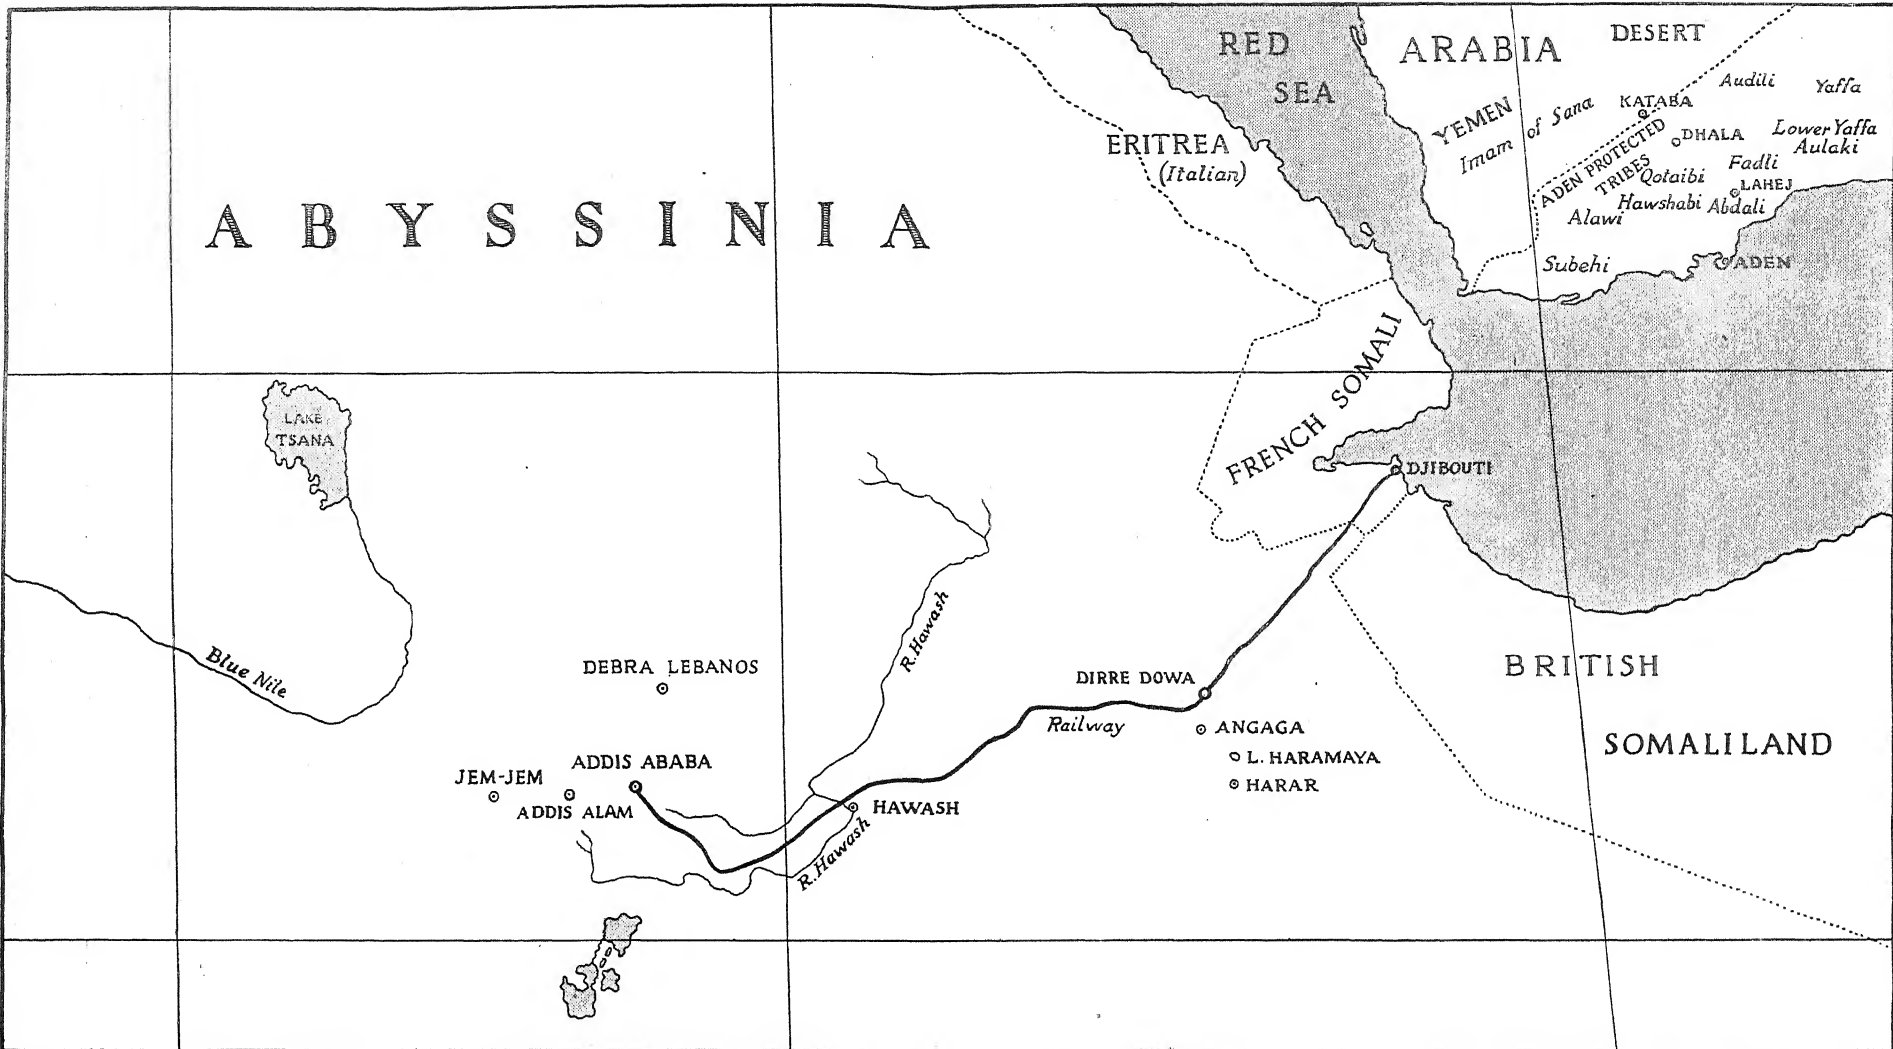 RED
SEA
ARABIA
DESERT
Audili
Yaffa
YEMEN
Imam of Sana
KATABA
DHALA
Lower Yaffa
Aulaki
ERITREA
(Italian)
ADEN PROTECTED
TRIBES
Qotaibi
Fadli
LAHEJ
Hawshabi
Abdali
Alawi
ABYSSINIA
Subehi
ADEN
FRENCH SOMALI
LAKE
TSANA
DJIBOUTI
R. Hawash
Blue Nile
DEBRA LEBANOS
DIRRE DOWA
BRITISH
SOMALILAND
Railway
ANGAGA
L. HARAMAYA
HARAR
ADDIS ABABA
JEM-JEM
ADDIS ALAM
HAWASH
R. Hawash